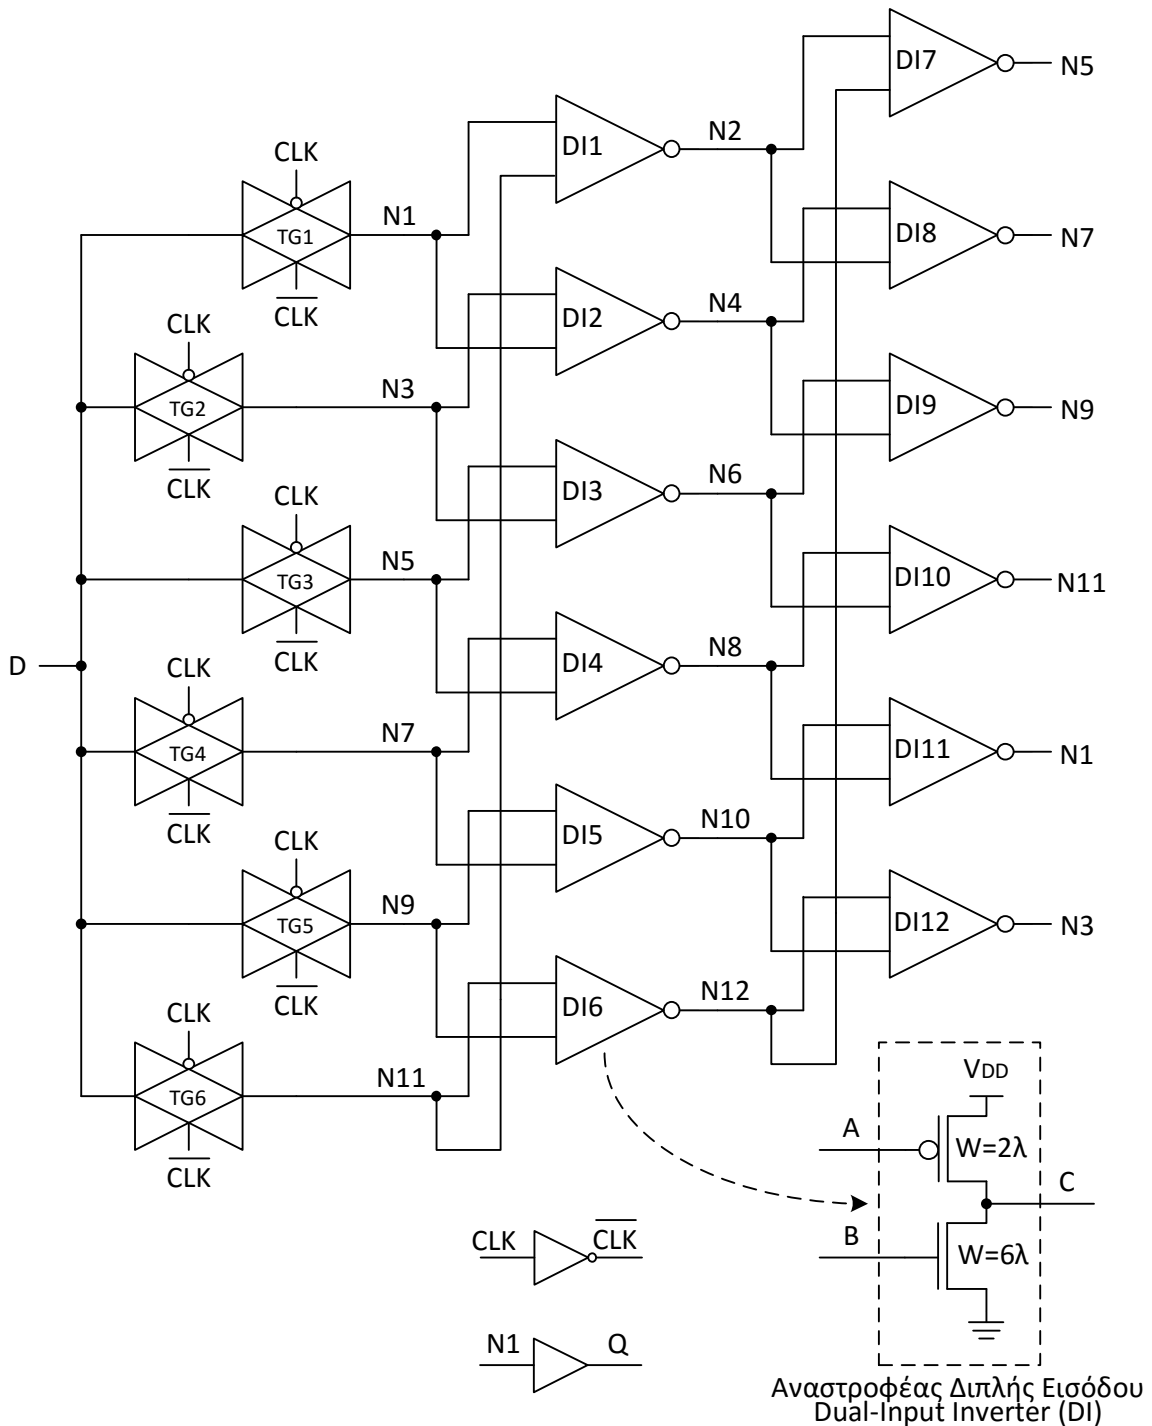 DI7
N5
CLK
DI1
N2
TG1
N1
CLK
DI8
N7
CLK
DI2
N4
TG2
N3
CLK
DI9
N9
CLK
DI3
N6
TG3
N5
CLK
DI10
N11
D
CLK
DI4
N8
TG4
N7
CLK
DI11
N1
CLK
DI5
N10
TG5
N9
CLK
DI12
N3
CLK
DI6
N12
TG6
N11
CLK
VDD
A
W=2λ
C
B
W=6λ
CLK
CLK
N1
Q
Αναστροφέας Διπλής Εισόδου
Dual-Input Inverter (DI)